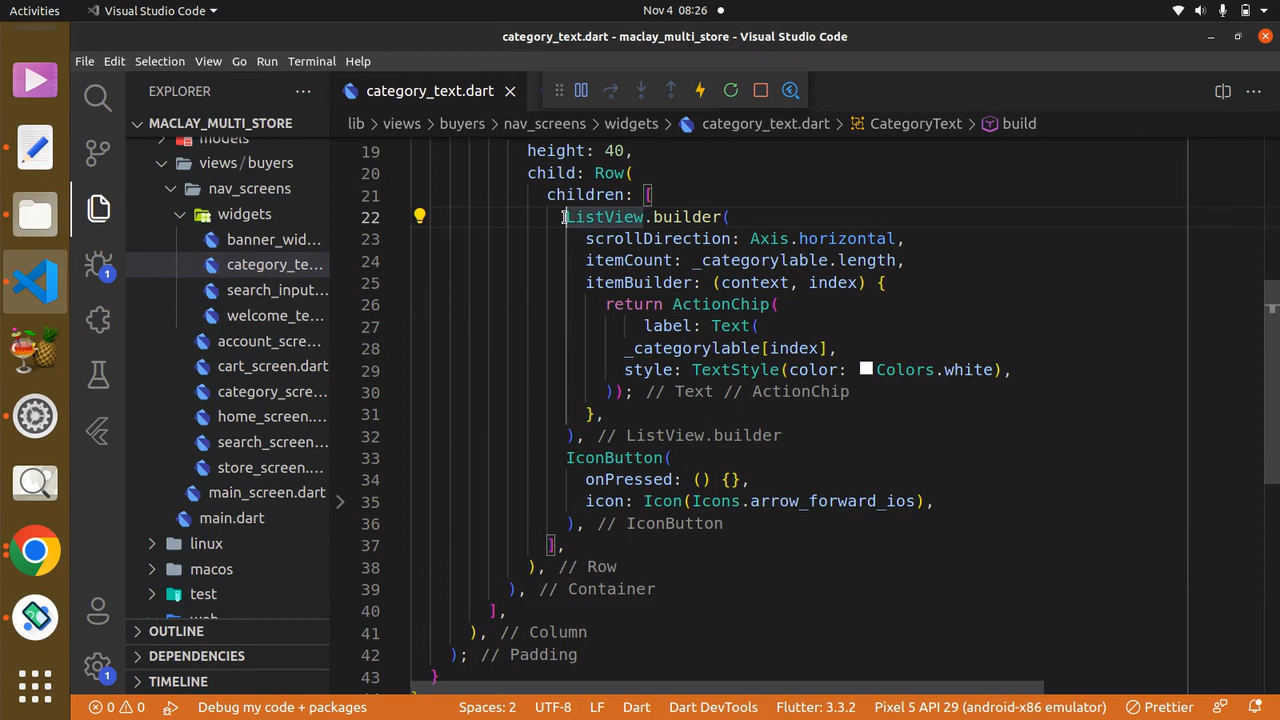 Activities
Visual Studio Code
Nov 4 08:26
category_text.dart - maclay_multi_store - Visual Studio Code
File Edit Selection View Go Run Terminal Help
EXPLORER
category_text.dart
MACLAY_MULTI_STORE
lib > views > buyers > nav_screens > widgets > category_text.dart > CategoryText > build
models
views / buyers
nav_screens
widgets
banner_wid...
category_te...
search_input...
welcome_te...
account_scre...
cart_screen.dart
category_scre...
home_screen....
search_screen...
store_screen....
main_screen.dart
main.dart
linux
macos
test
OUTLINE
DEPENDENCIES
TIMELINE
1
1
19 height: 40,
20 child: Row(
21 children: [
22 ListView.builder(
23 scrollDirection: Axis.horizontal,
24 itemCount: _categorylable.length,
25 itemBuilder: (context, index) {
26 return ActionChip(
27 label: Text(
28 _categorylable[index],
29 style: TextStyle(color: Colors.white),
30 )); // Text // ActionChip
31 },
32 ), // ListView.builder
33 IconButton(
34 onPressed: () {},
35 icon: Icon(Icons.arrow_forward_ios),
36 ), // IconButton
37 ],
38 ), // Row
39 ), // Container
40 ],
41 ), // Column
42 ); // Padding
43 }
0 0 Debug my code + packages Spaces: 2 UTF-8 LF Dart Dart DevTools Flutter: 3.3.2 Pixel 5 API 29 (android-x86 emulator) Prettier